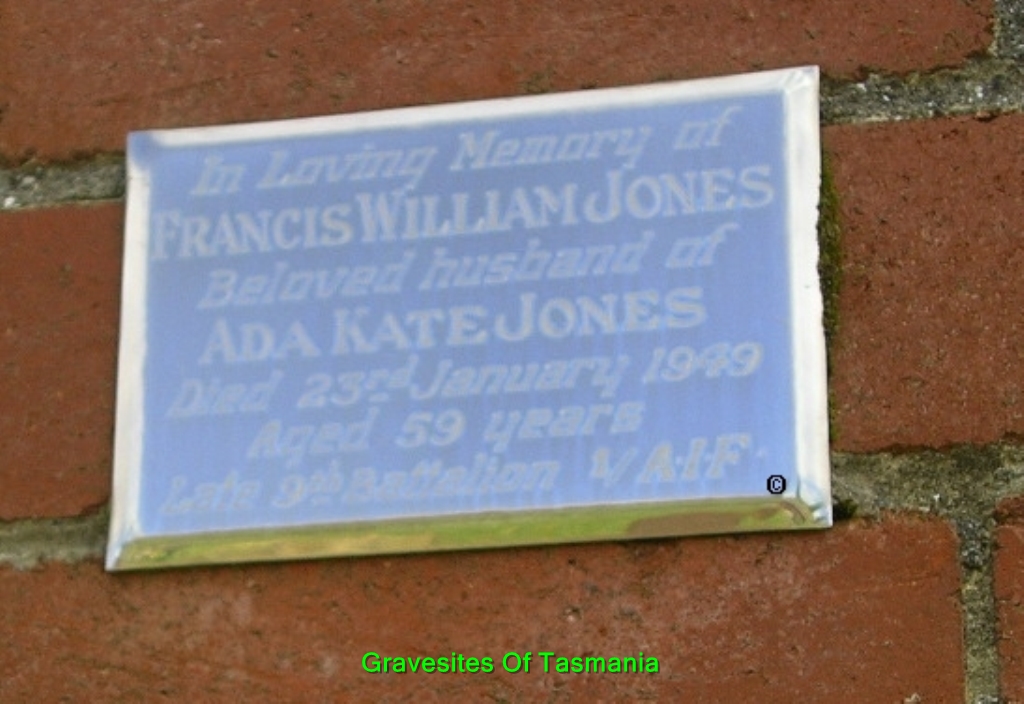 In Loving Memory of
FRANCIS WILLIAM JONES
Beloved husband of
ADA KATE JONES
Died 23rd January 1949
Aged 59 years
Late 9th Battalion 1/A·I·F·
©
Gravesites Of Tasmania